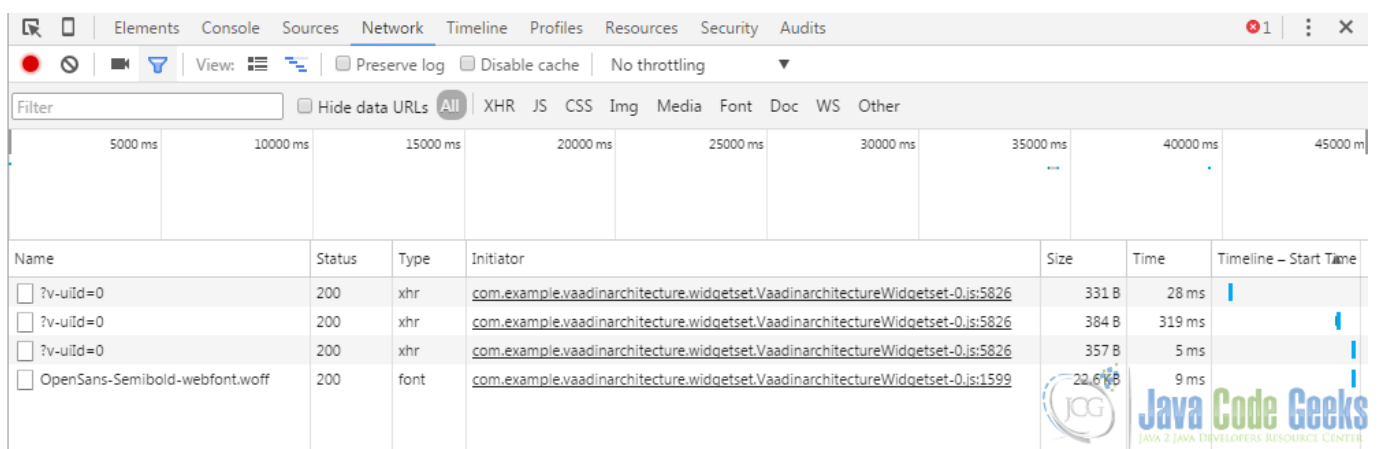 Elements Console Sources Network Timeline Profiles Resources Security Audits 1
View: Preserve log Disable cache No throttling
Filter Hide data URLs All XHR JS CSS Img Media Font Doc WS Other
5000 ms 10000 ms 15000 ms 20000 ms 25000 ms 30000 ms 35000 ms 40000 ms 45000 m
Name Status Type Initiator Size Time Timeline – Start Time
?v-uiId=0 200 xhr com.example.vaadinarchitecture.widgetset.VaadinarchitectureWidgetset-0.js:5826 331 B 28 ms
?v-uiId=0 200 xhr com.example.vaadinarchitecture.widgetset.VaadinarchitectureWidgetset-0.js:5826 384 B 319 ms
?v-uiId=0 200 xhr com.example.vaadinarchitecture.widgetset.VaadinarchitectureWidgetset-0.js:5826 357 B 5 ms
OpenSans-Semibold-webfont.woff 200 font com.example.vaadinarchitecture.widgetset.VaadinarchitectureWidgetset-0.js:1599 22.6 KB 9 ms
JCG Java Code Geeks
JAVA 2 JAVA DEVELOPERS RESOURCE CENTER